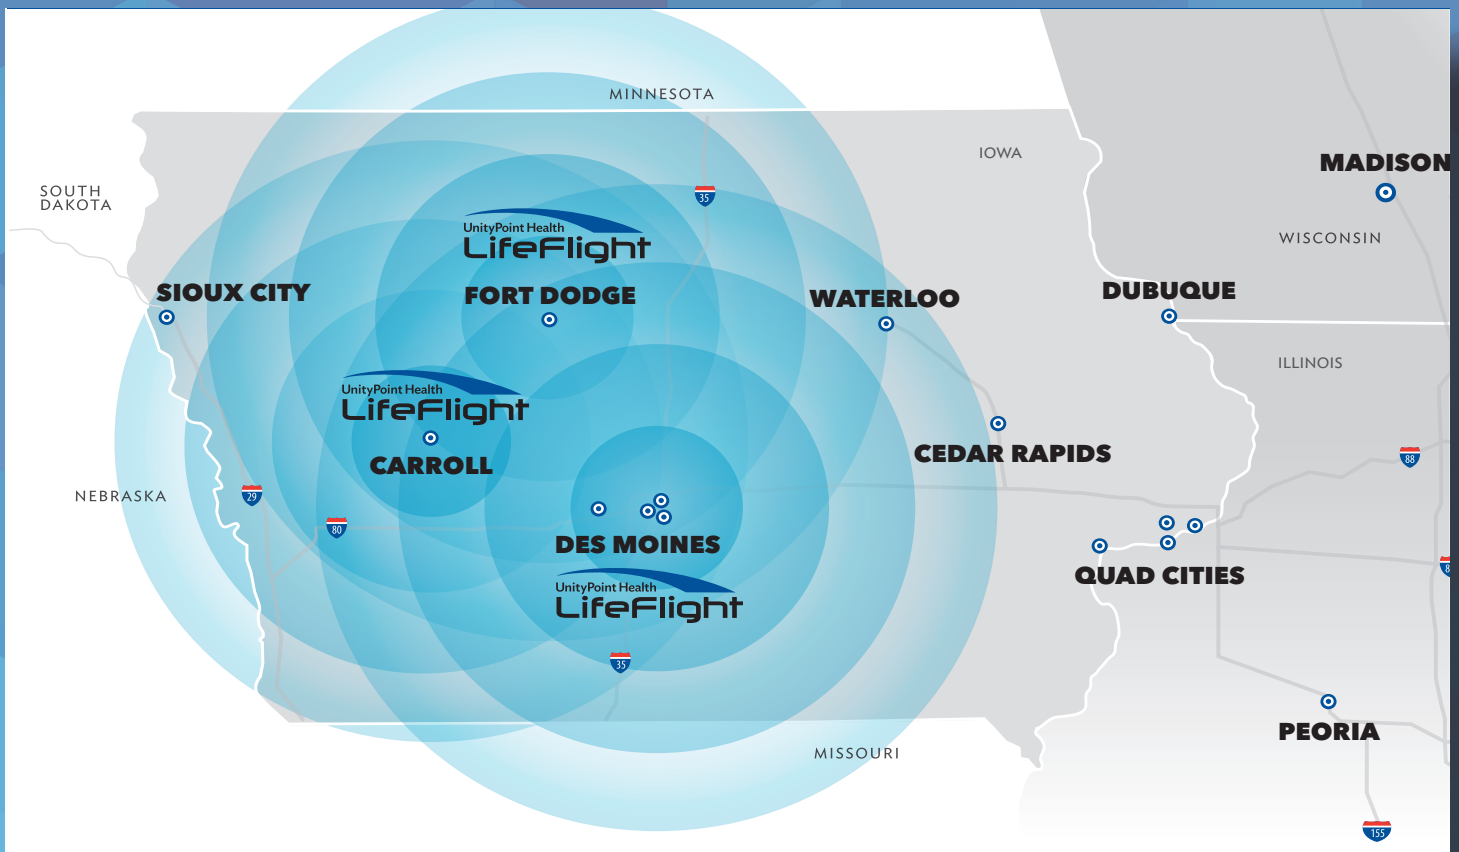 MINNESOTA
IOWA
MADISON
SOUTH
DAKOTA
35
UnityPoint Health
LifeFlight
WISCONSIN
SIOUX CITY
FORT DODGE
WATERLOO
DUBUQUE
ILLINOIS
UnityPoint Health
LifeFlight
CARROLL
CEDAR RAPIDS
88
NEBRASKA
29
80
DES MOINES
QUAD CITIES
8
UnityPoint Health
LifeFlight
35
PEORIA
MISSOURI
155